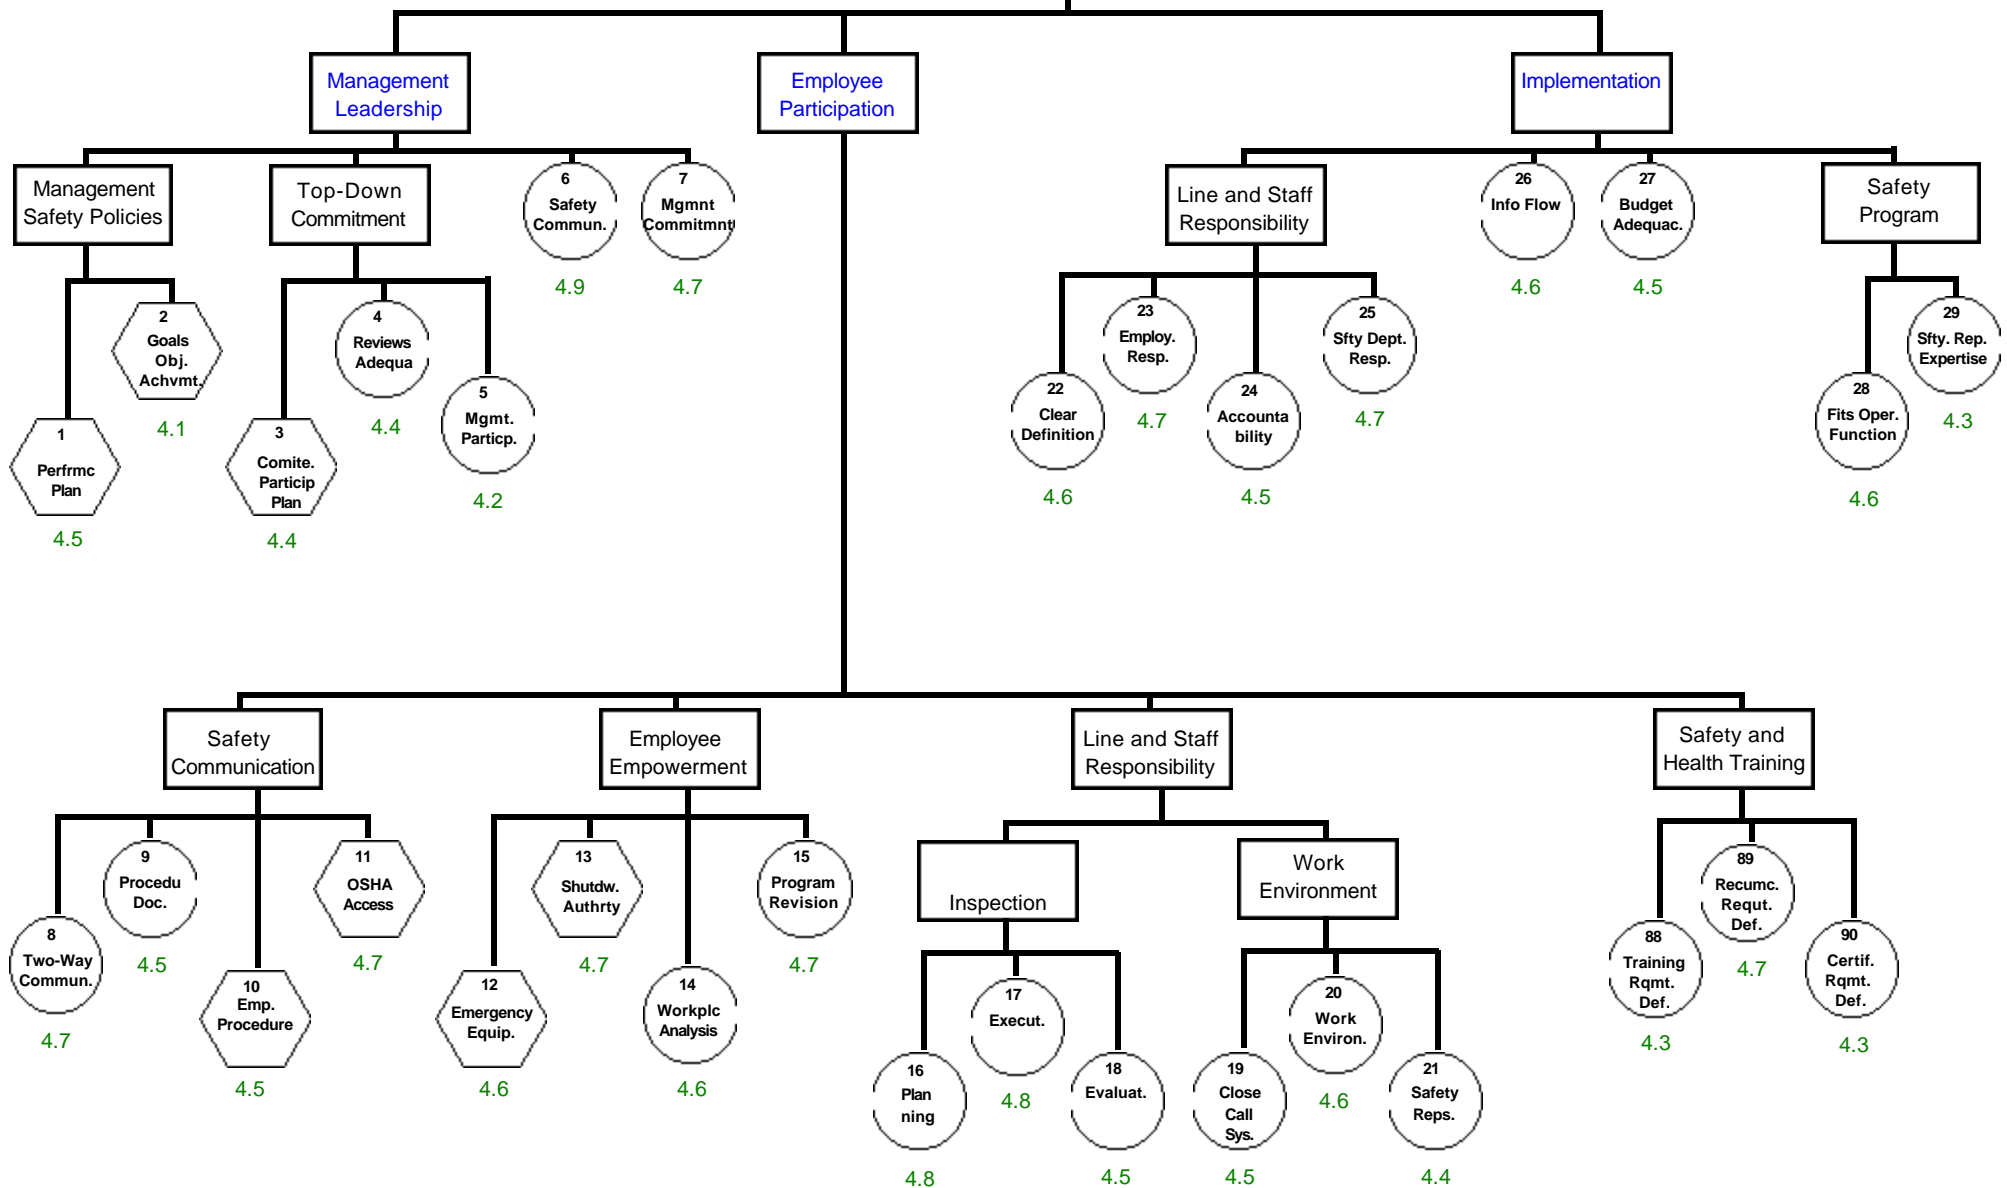 Management
Leadership
Employee
Participation
Implementation
Management
Safety Policies
Top-Down
Commitment
6
Safety
Commun.
4.9
7
Mgmnt
Commitmnt
4.7
Line and Staff
Responsibility
26
Info Flow
4.6
27
Budget
Adequac.
4.5
Safety
Program
1
Perfrmc
Plan
4.5
2
Goals
Obj.
Achvmt.
4.1
3
Comite.
Particip
Plan
4.4
4
Reviews
Adequa
4.4
5
Mgmt.
Particp.
4.2
22
Clear
Definition
4.6
23
Employ.
Resp.
4.7
24
Accounta
bility
4.5
25
Sfty Dept.
Resp.
4.7
28
Fits Oper.
Function
4.6
29
Sfty. Rep.
Expertise
4.3
Safety
Communication
Employee
Empowerment
Line and Staff
Responsibility
Safety and
Health Training
8
Two-Way
Commun.
4.7
9
Procedu
Doc.
4.5
10
Emp.
Procedure
4.5
11
OSHA
Access
4.7
12
Emergency
Equip.
4.6
13
Shutdw.
Authrty
4.7
14
Workplc
Analysis
4.6
15
Program
Revision
4.7
Inspection
Work
Environment
16
Plan
ning
4.8
17
Execut.
4.8
18
Evaluat.
4.5
19
Close
Call
Sys.
4.5
20
Work
Environ.
4.6
21
Safety
Reps.
4.4
88
Training
Rqmt.
Def.
4.3
89
Recumc.
Requt.
Def.
4.7
90
Certif.
Rqmt.
Def.
4.3